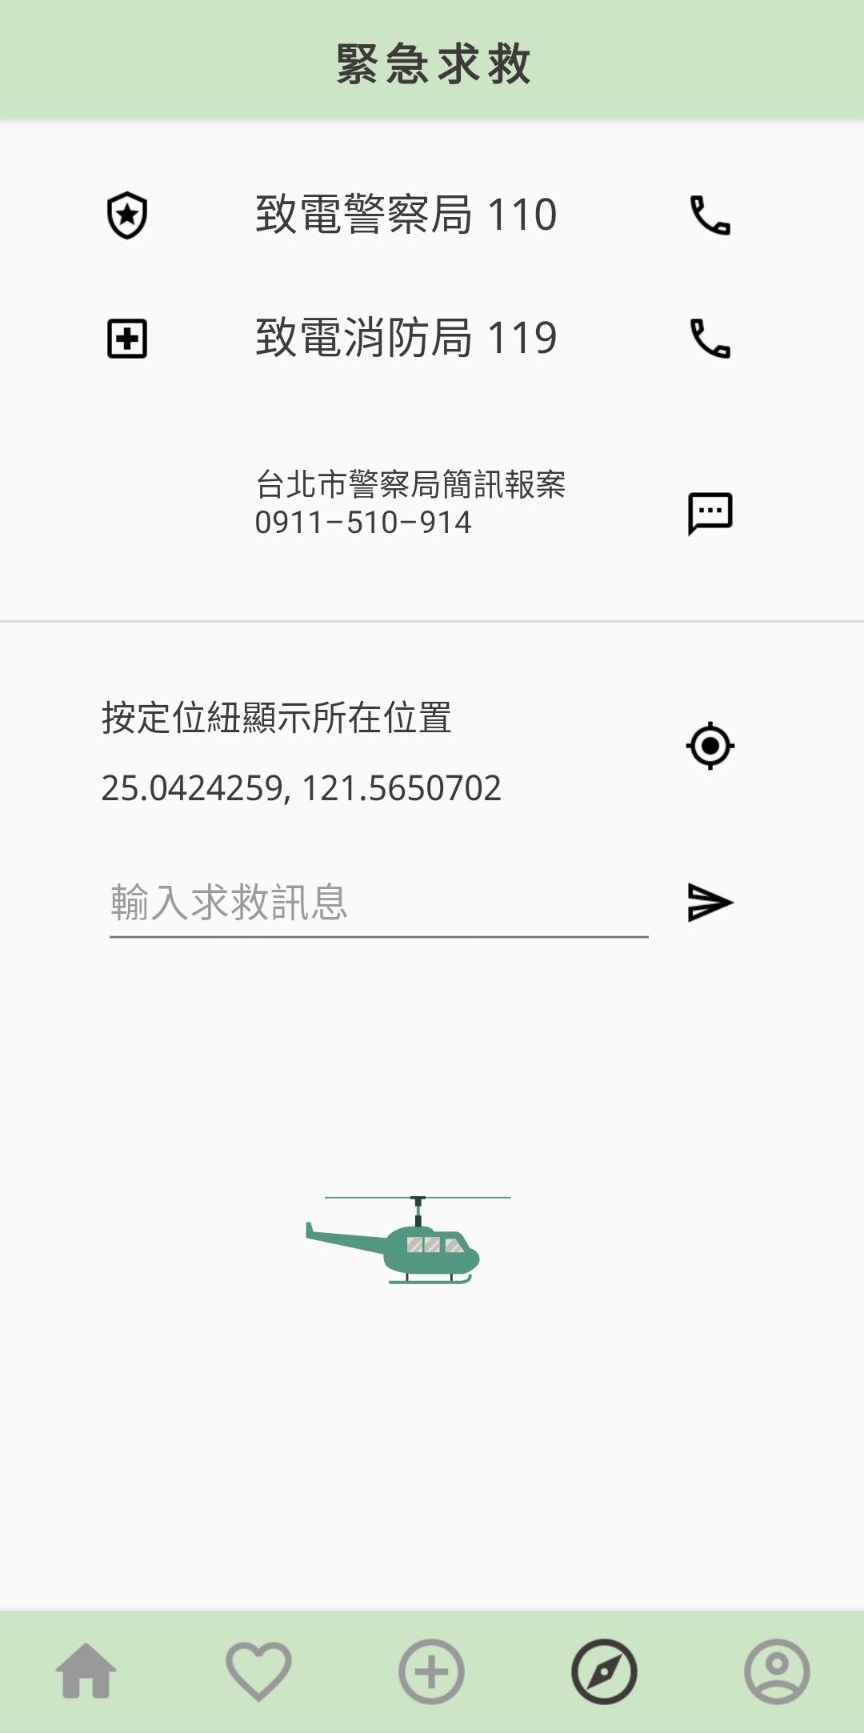 緊急求救
致電警察局 110
致電消防局 119
台北市警察局簡訊報案
0911–510–914
按定位紐顯示所在位置
25.0424259, 121.5650702
輸入求救訊息